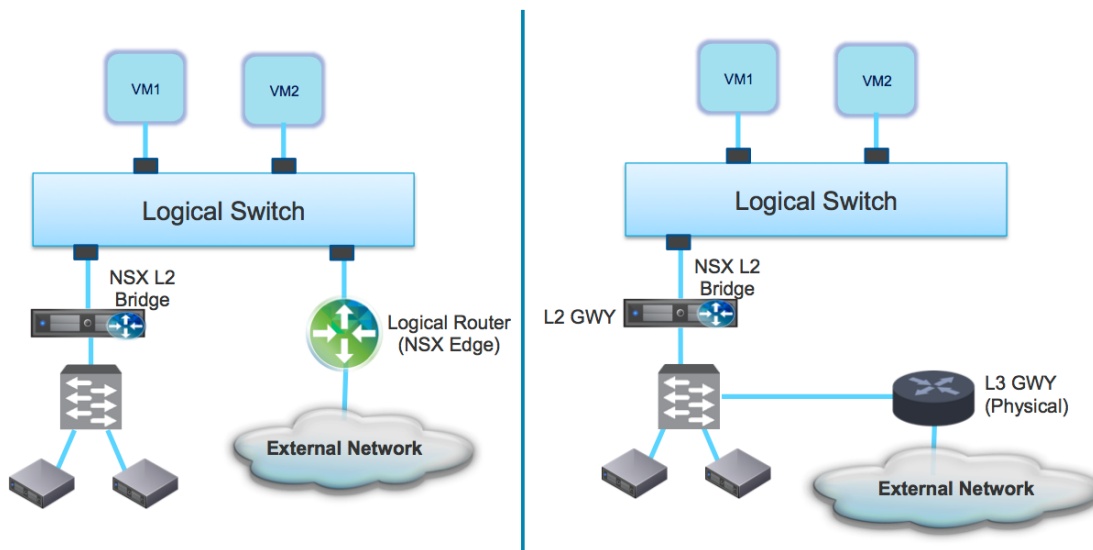 VM1
VM2
Logical Switch
NSX L2
Bridge
Logical Router
(NSX Edge)
External Network
VM1
VM2
Logical Switch
NSX L2
Bridge
L2 GWY
L3 GWY
(Physical)
External Network